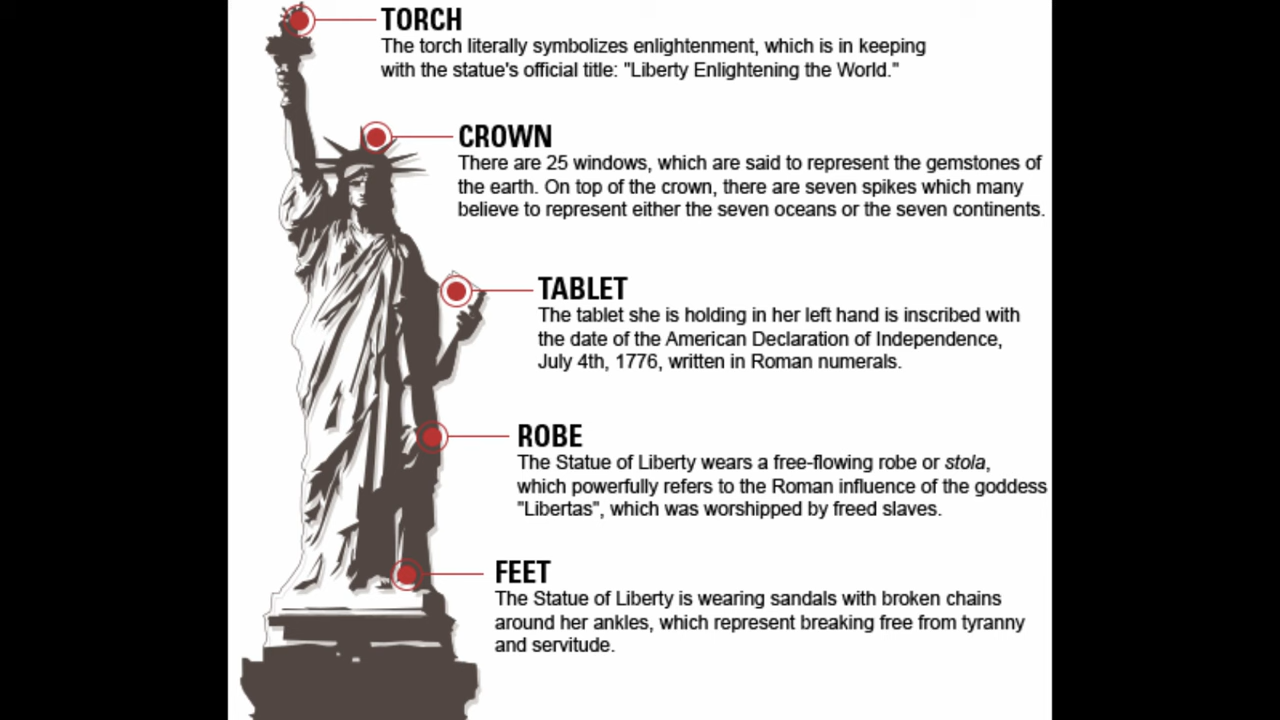 TORCH
The torch literally symbolizes enlightenment, which is in keeping
with the statue's official title: "Liberty Enlightening the World."
CROWN
There are 25 windows, which are said to represent the gemstones of
the earth. On top of the crown, there are seven spikes which many
believe to represent either the seven oceans or the seven continents.
TABLET
The tablet she is holding in her left hand is inscribed with
the date of the American Declaration of Independence,
July 4th, 1776, written in Roman numerals.
ROBE
The Statue of Liberty wears a free-flowing robe or stola,
which powerfully refers to the Roman influence of the goddess
"Libertas", which was worshipped by freed slaves.
FEET
The Statue of Liberty is wearing sandals with broken chains
around her ankles, which represent breaking free from tyranny
and servitude.